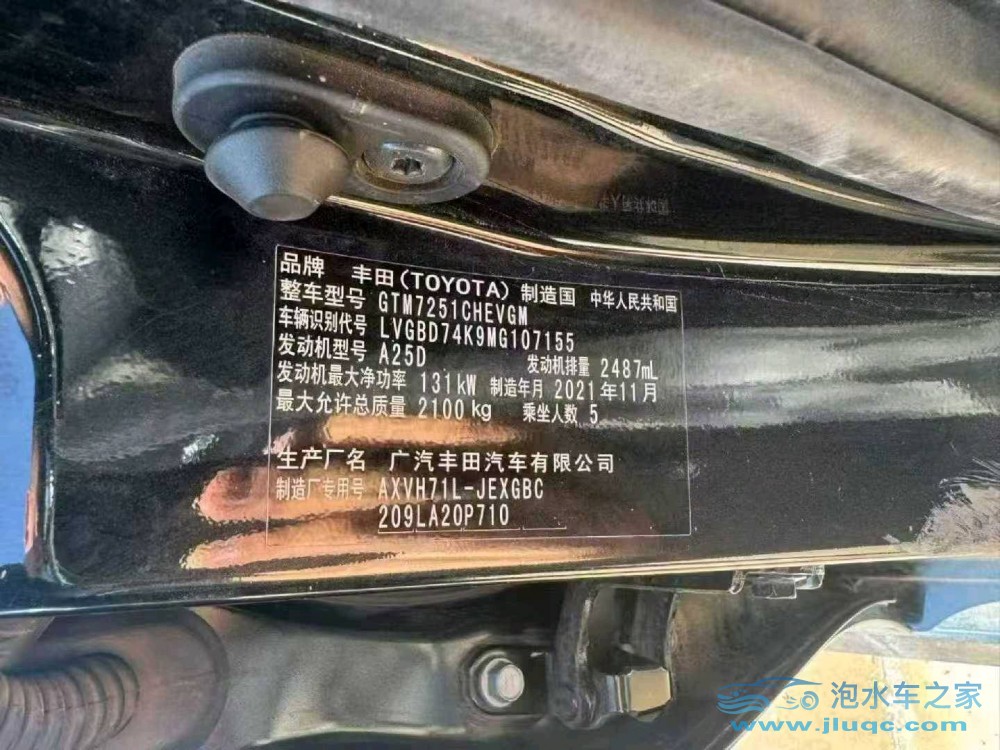 品牌 丰田(TOYOTA) 制造国 中华人民共和国
整车型号 GTM7251CHEVGM
车辆识别代号 LVGBD74K9MG107155
发动机型号 A25D 发动机排量 2487mL
发动机最大净功率 131kW 制造年月 2021年11月
最大允许总质量 2100kg 乘坐人数 5
生产厂名 广汽丰田汽车有限公司
制造厂专用号 AXVH71L-JEXGBC
209LA20P710
泡水车之家
www.jluqc.com